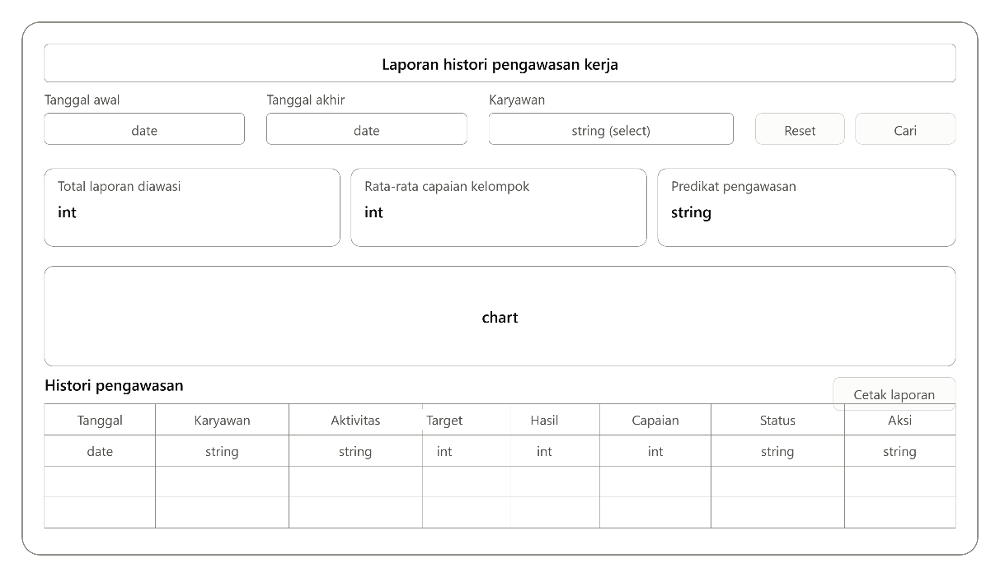 Laporan histori pengawasan kerja
Tanggal awal Tanggal akhir Karyawan
date date string (select) Reset Cari
Total laporan diawasi Rata-rata capaian kelompok Predikat pengawasan
int int string
chart
Histori pengawasan Cetak laporan
Tanggal Karyawan Aktivitas Target Hasil Capaian Status Aksi
date string string int int int string string